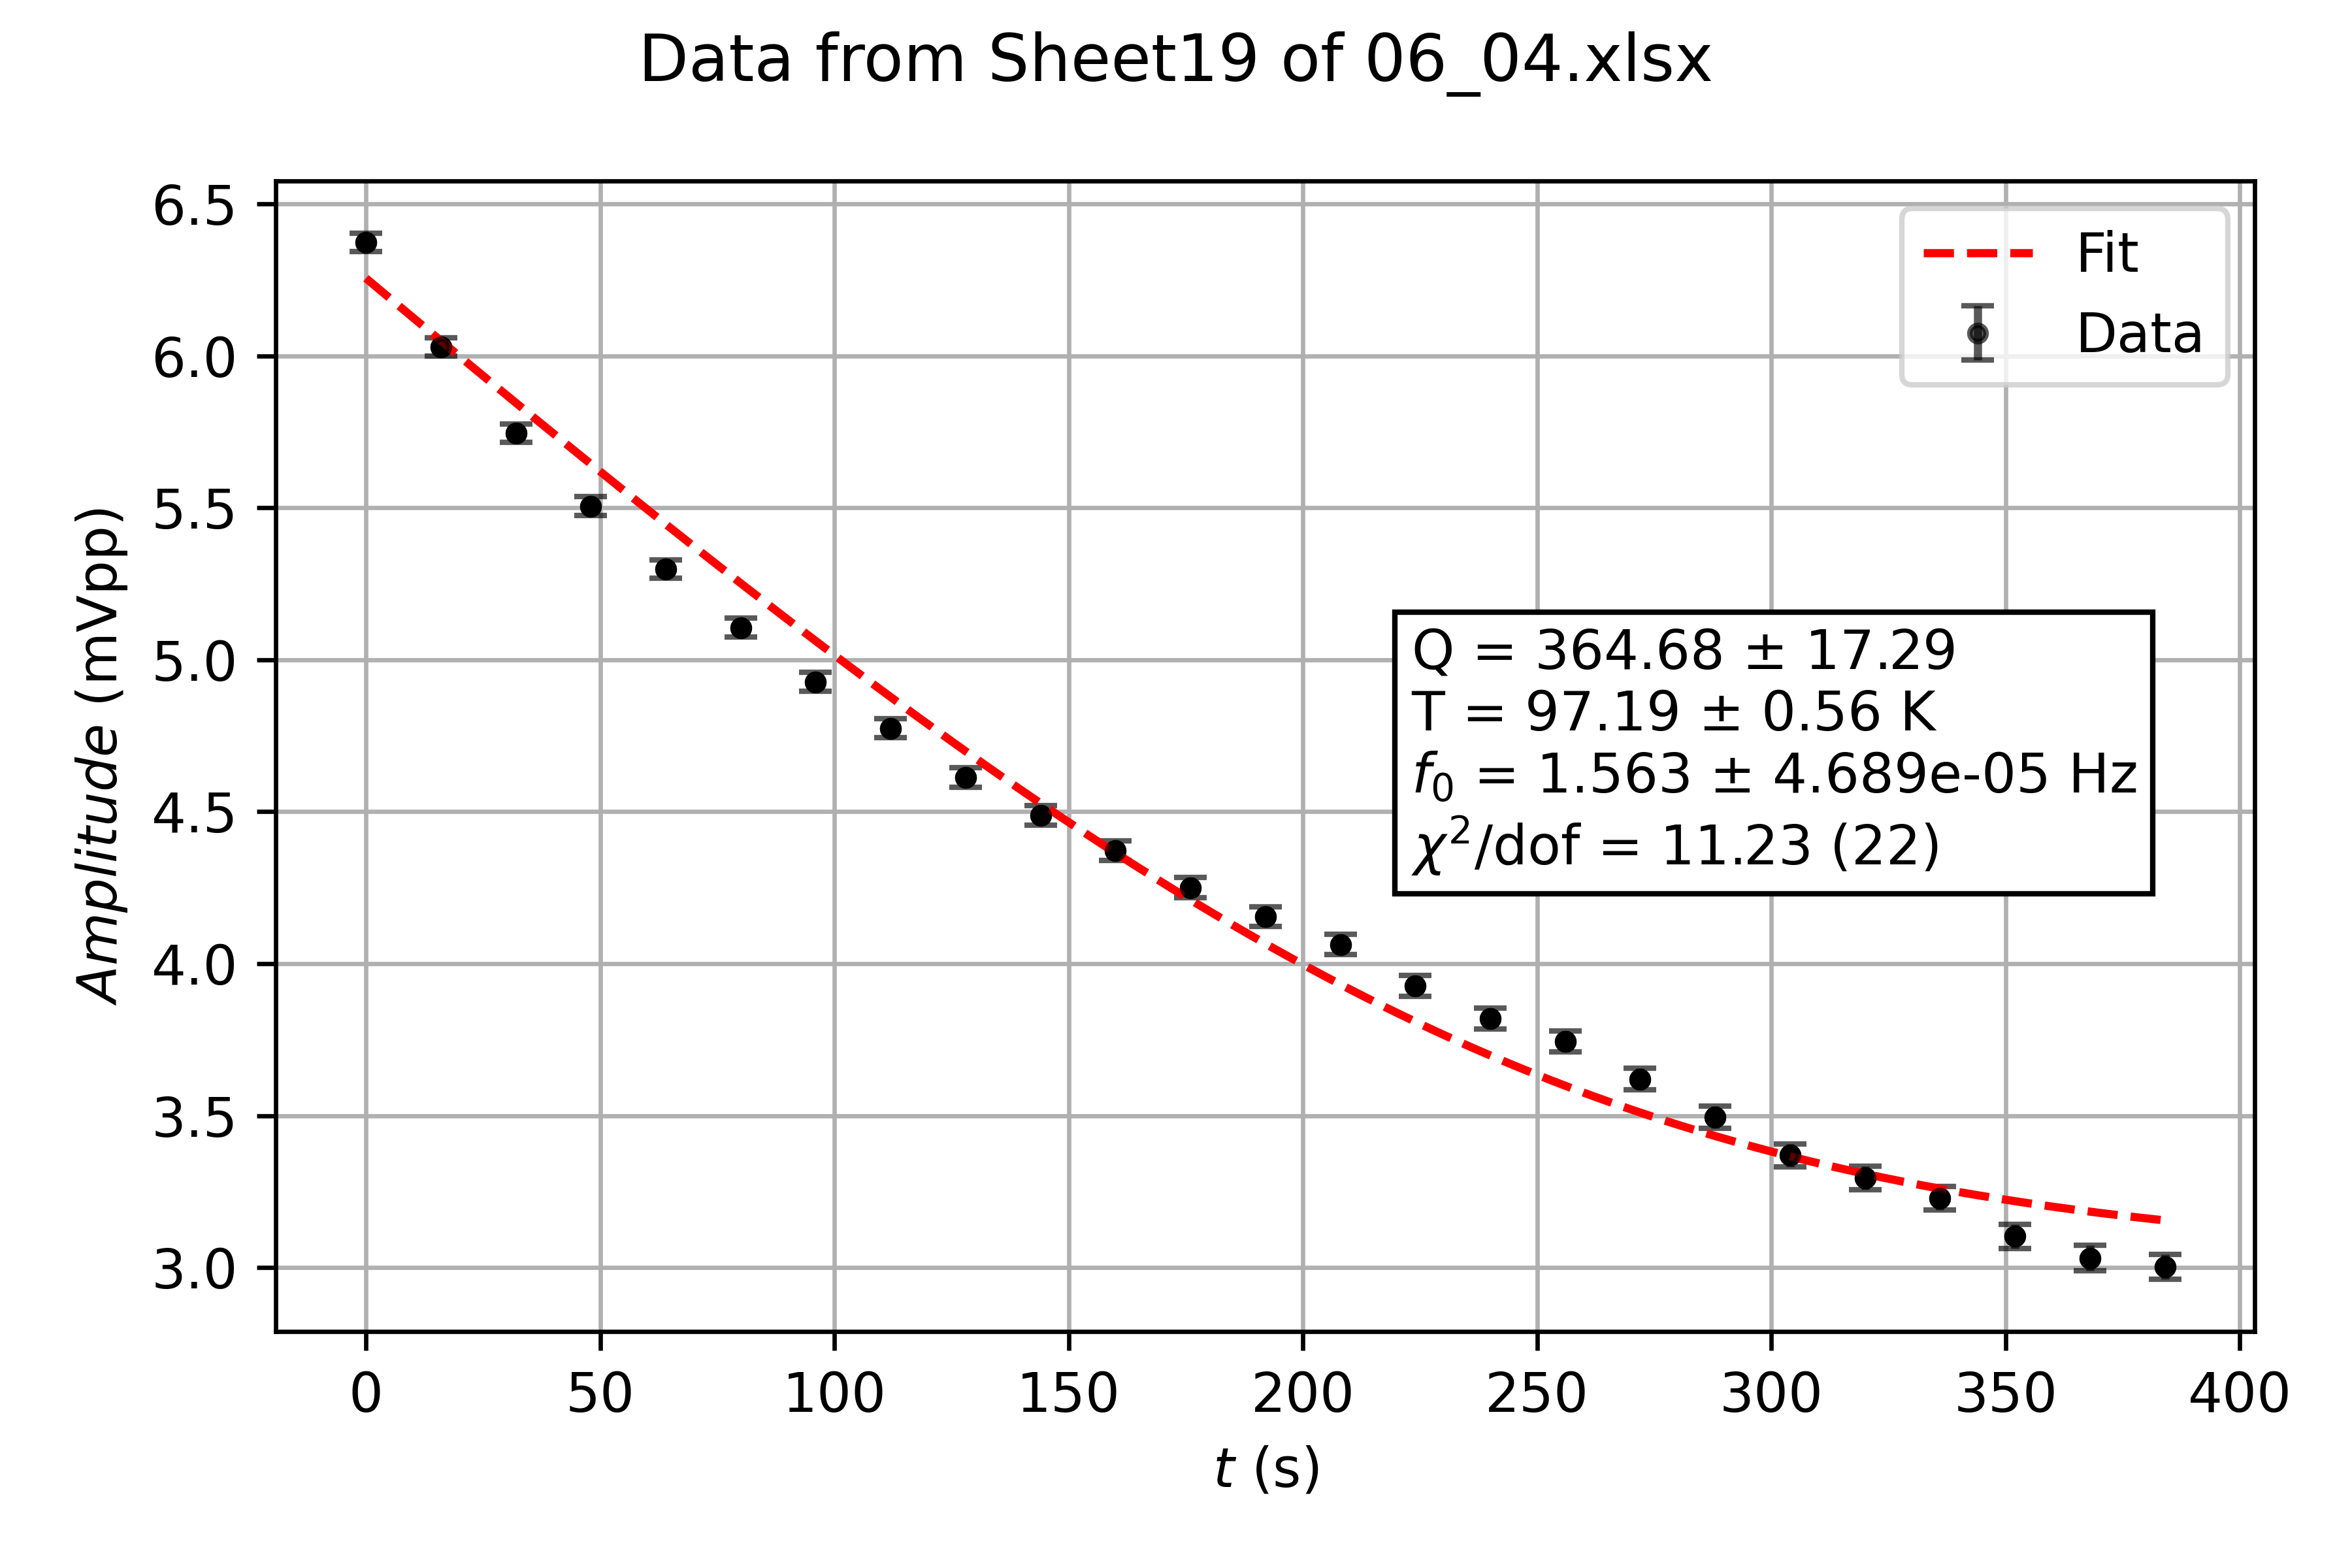 Data from Sheet19 of 06_04.xlsx
6.5
6.0
5.5
5.0
4.5
4.0
3.5
3.0
Amplitude (mVpp)
Fit
Data
Q = 364.68 ± 17.29
T = 97.19 ± 0.56 K
f₀ = 1.563 ± 4.689e-05 Hz
χ²/dof = 11.23 (22)
0 50 100 150 200 250 300 350 400
t (s)